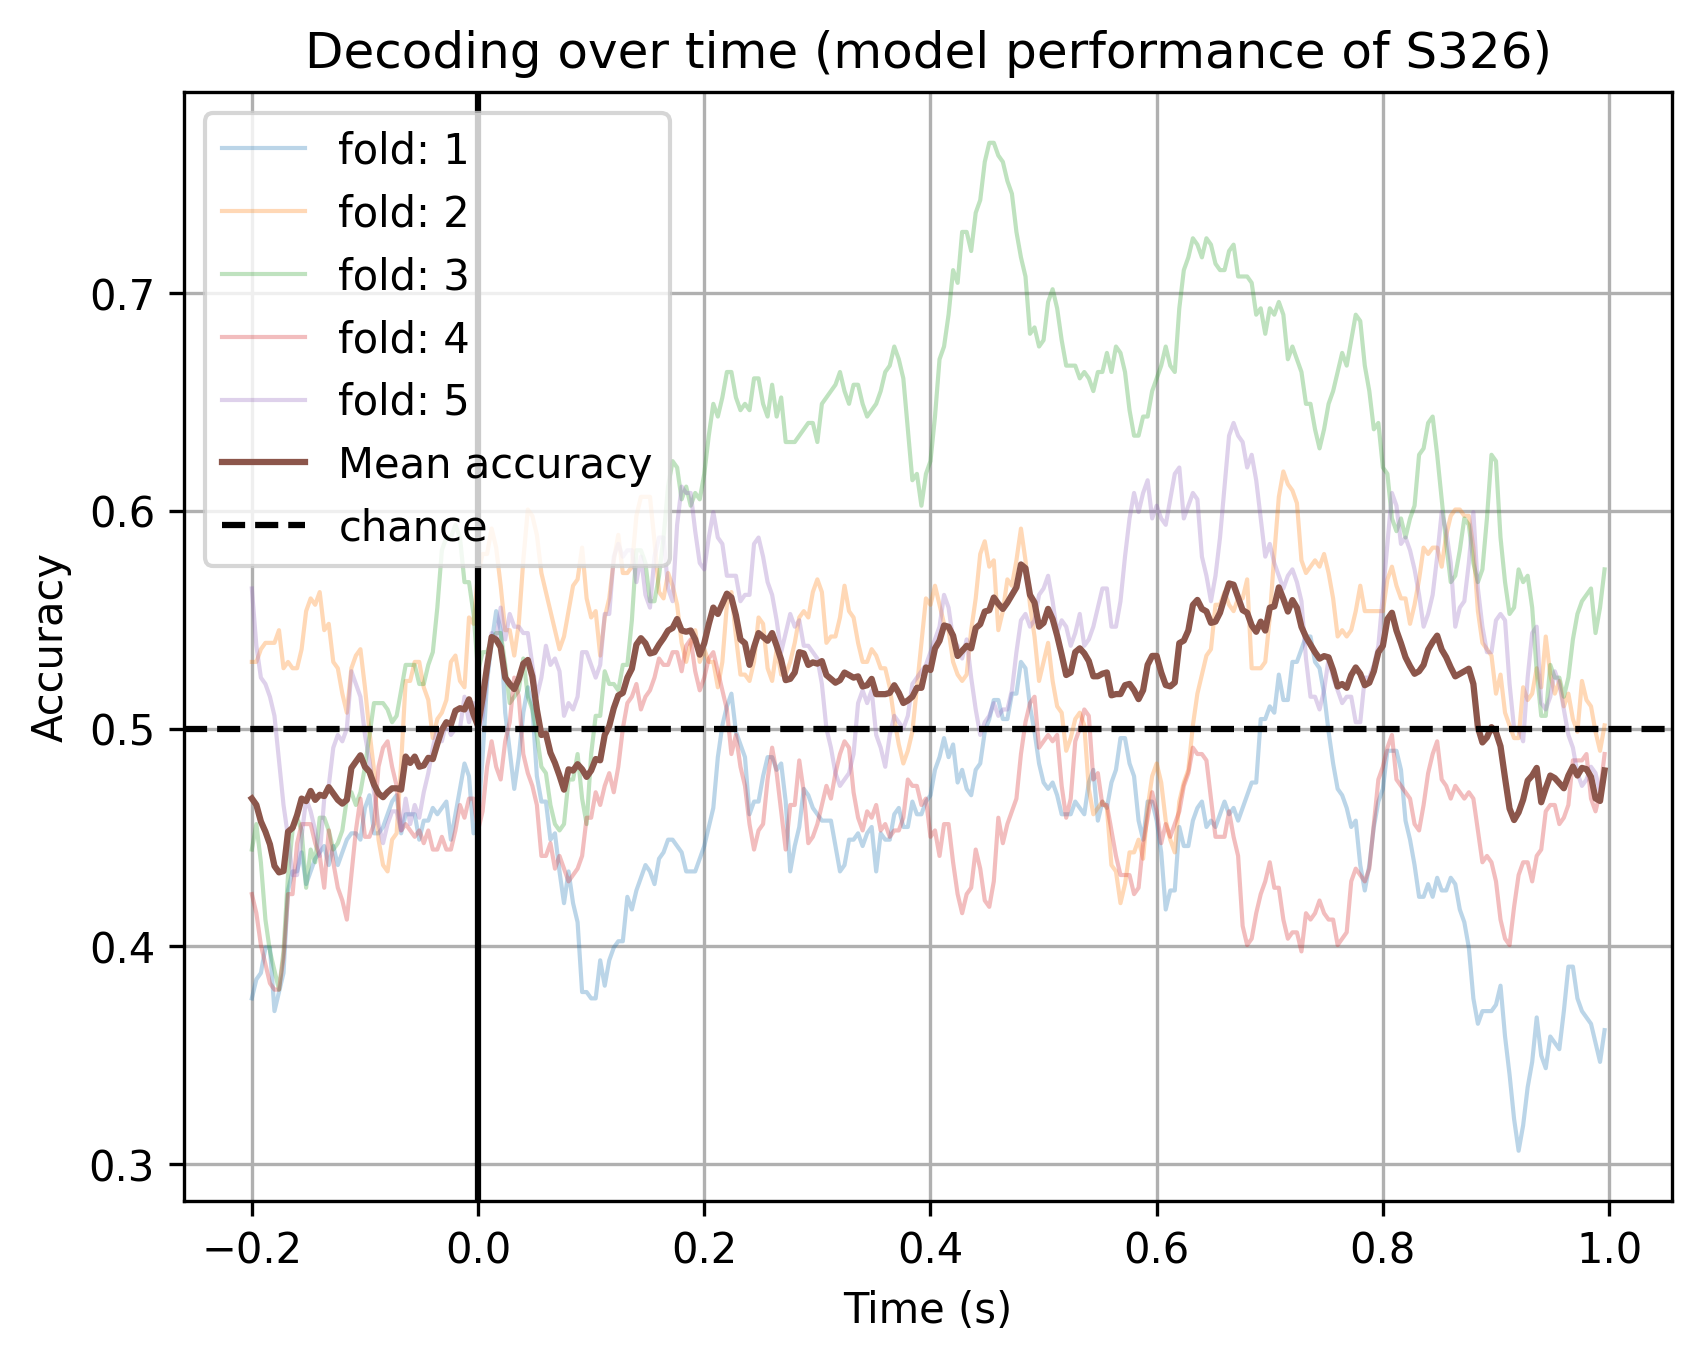 Decoding over time (model performance of S326)
fold: 1
fold: 2
fold: 3
fold: 4
fold: 5
Mean accuracy
chance
Accuracy
0.7
0.6
0.5
0.4
0.3
−0.2 0.0 0.2 0.4 0.6 0.8 1.0
Time (s)